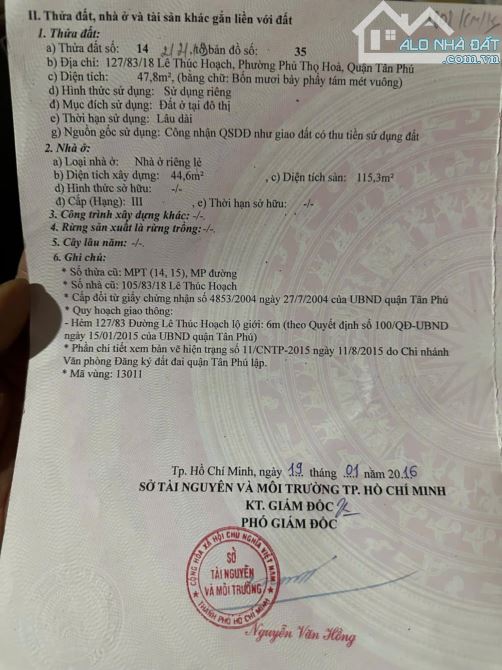 ALO NHÀ ĐẤT
II. Thửa đất, nhà ở và tài sản khác gắn liền với đất
1. Thửa đất:
a) Thửa đất số: 14 bản đồ số: 35
b) Địa chỉ: 127/83/18 Lê Thúc Hoạch, Phường Phú Thọ Hoà, Quận Tân Phú
c) Diện tích: 47,8m², (bằng chữ: Bốn mươi bảy phẩy tám mét vuông)
d) Hình thức sử dụng: Sử dụng riêng
đ) Mục đích sử dụng: Đất ở tại đô thị
e) Thời hạn sử dụng: Lâu dài
g) Nguồn gốc sử dụng: Công nhận QSDĐ như giao đất có thu tiền sử dụng đất
2. Nhà ở:
a) Loại nhà ở: Nhà ở riêng lẻ
b) Diện tích xây dựng: 44,6m² , c) Diện tích sàn: 115,3m²
d) Hình thức sở hữu: -/-
đ) Cấp (Hạng): III , e) Thời hạn sở hữu: -/-
3. Công trình xây dựng khác: -/-.
4. Rừng sản xuất là rừng trồng: -/-.
5. Cây lâu năm: -/-.
6. Ghi chú:
* Số thửa cũ: MPT (14, 15), MP đường
* Số nhà cũ: 105/83/18 Lê Thúc Hoạch
* Cấp đổi từ giấy chứng nhận số 4853/2004 ngày 27/7/2004 của UBND quận Tân Phú
* Quy hoạch giao thông:
- Hẻm 127/83 Đường Lê Thúc Hoạch lộ giới: 6m (theo Quyết định số 100/QĐ-UBND
ngày 15/01/2015 của UBND quận Tân Phú)
* Phần chi tiết xem bản vẽ hiện trạng số 11/CNTP-2015 ngày 11/8/2015 do Chi nhánh
Văn phòng Đăng ký đất đai quận Tân Phú lập.
* Mã vùng: 13011
Tp. Hồ Chí Minh, ngày 19 tháng 01 năm 2016
SỞ TÀI NGUYÊN VÀ MÔI TRƯỜNG TP. HỒ CHÍ MINH
KT. GIÁM ĐỐC
PHÓ GIÁM ĐỐC
CỘNG HÒA XÃ HỘI CHỦ NGHĨA VIỆT NAM
SỞ
TÀI NGUYÊN
VÀ MÔI TRƯỜNG
THÀNH PHỐ HỒ CHÍ MINH
Nguyễn Văn Hồng